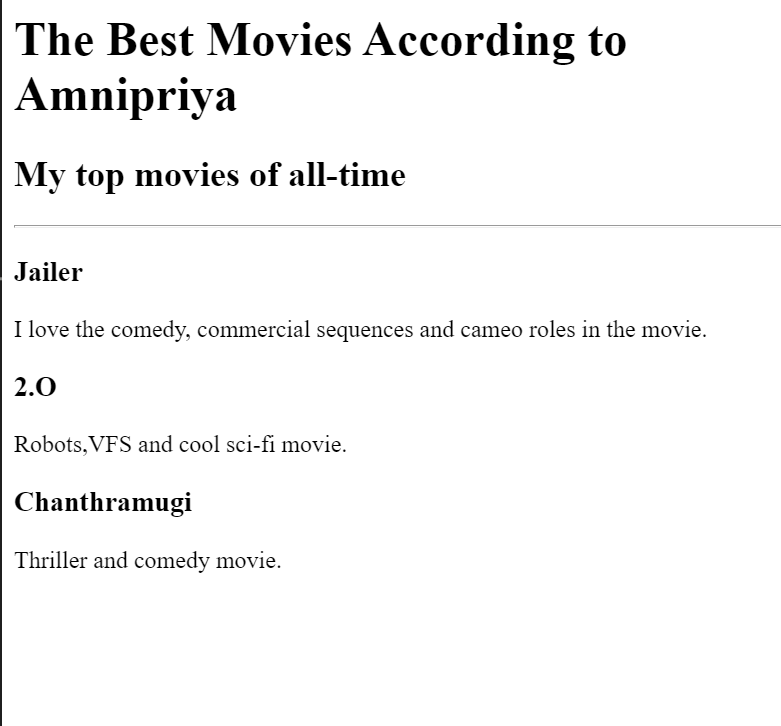 The Best Movies According to
Amnipriya
My top movies of all-time
Jailer
I love the comedy, commercial sequences and cameo roles in the movie.
2.O
Robots,VFS and cool sci-fi movie.
Chanthramugi
Thriller and comedy movie.